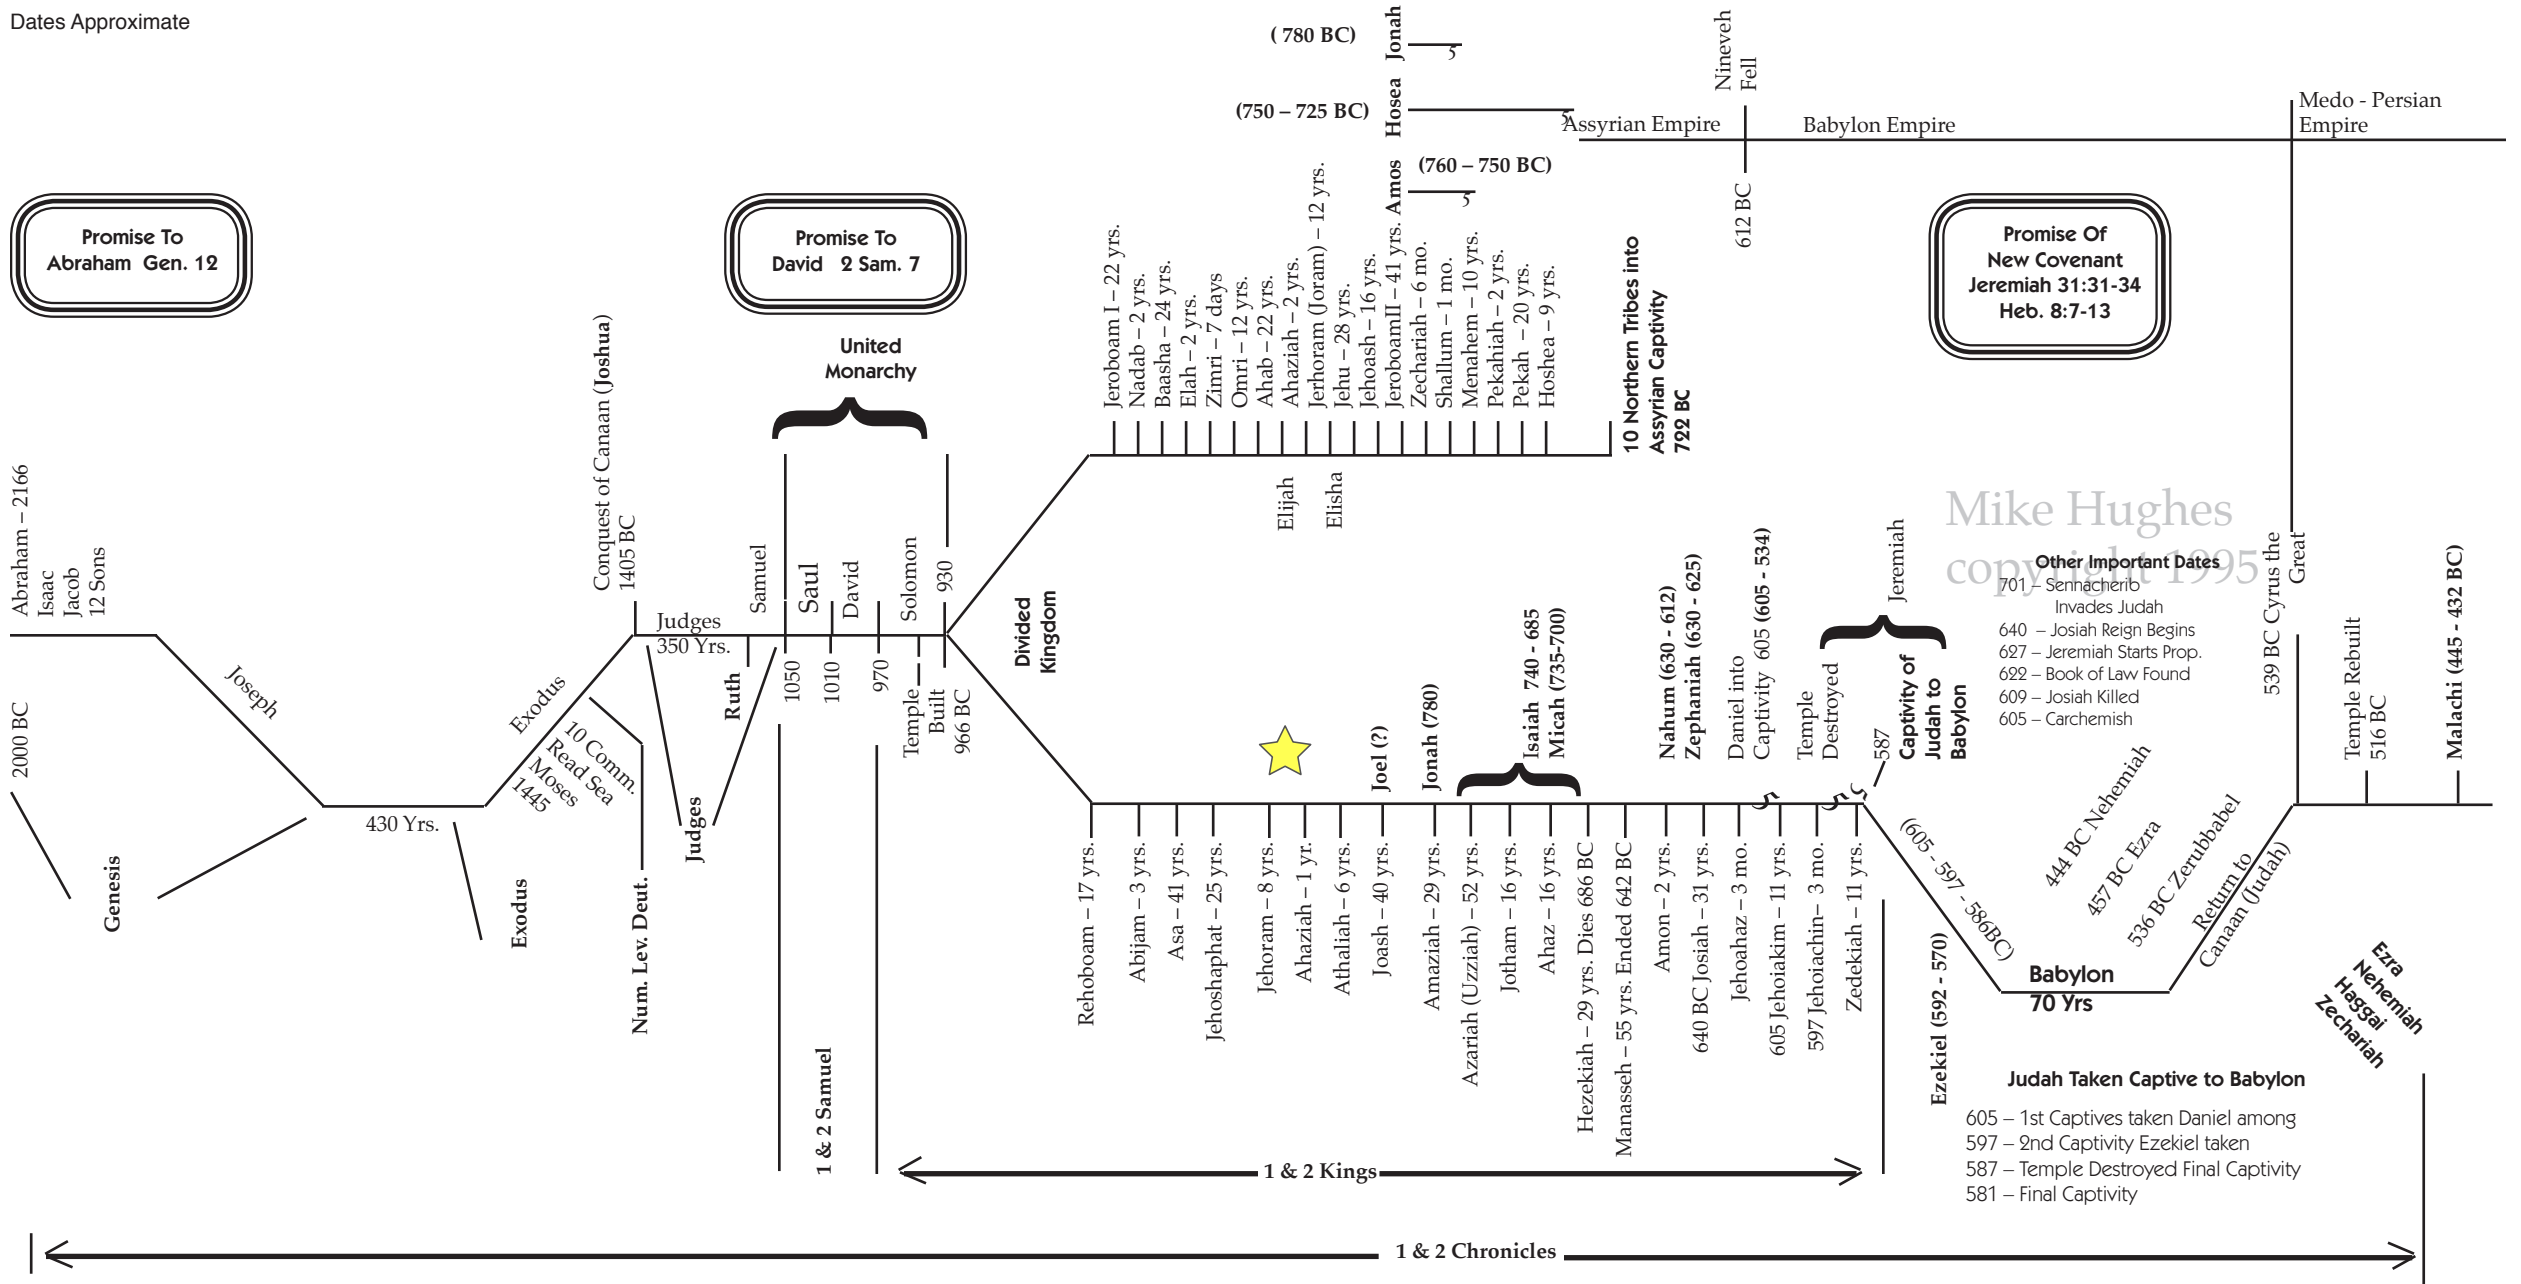 Dates Approximate
( 780 BC)
Jonah
5
(750 – 725 BC)
Hosea
5
(760 – 750 BC)
Amos
5
Nineveh
Fell
612 BC
Assyrian Empire
Babylon Empire
Medo - Persian
Empire
Promise To
Abraham Gen. 12
Promise To
David 2 Sam. 7
Promise Of
New Covenant
Jeremiah 31:31-34
Heb. 8:7-13
United
Monarchy
Jeroboam I – 22 yrs.
Nadab – 2 yrs.
Baasha – 24 yrs.
Elah – 2 yrs.
Zimri – 7 days
Omri – 12 yrs.
Ahab – 22 yrs.
Ahaziah – 2 yrs.
Jerhoram (Joram) – 12 yrs.
Jehu – 28 yrs.
Jehoash – 16 yrs.
JeroboamII – 41 yrs.
Zechariah – 6 mo.
Shallum – 1 mo.
Menahem – 10 yrs.
Pekahiah – 2 yrs.
Pekah – 20 yrs.
Hoshea – 9 yrs.
10 Northern Tribes into
Assyrian Captivity
722 BC
Elijah
Elisha
Abraham – 2166
Isaac
Jacob
12 Sons
2000 BC
Joseph
Genesis
430 Yrs.
Exodus
Exodus
10 Comm.
Read Sea
Moses
1445
Num. Lev. Deut.
Conquest of Canaan (Joshua)
1405 BC
Judges
350 Yrs.
Judges
Ruth
Samuel
Saul
David
Solomon
930
1050
1010
970
Temple
Built
966 BC
1 & 2 Samuel
Divided
Kingdom
Joel (?)
Jonah (780)
Isaiah 740 - 685
Micah (735-700)
Nahum (630 - 612)
Zephaniah (630 - 625)
Daniel into
Captivity 605 (605 - 534)
Temple
Destroyed
Jeremiah
587
Captivity of
Judah to
Babylon
5
5
5
Rehoboam – 17 yrs.
Abijam – 3 yrs.
Asa – 41 yrs.
Jehoshaphat – 25 yrs.
Jehoram – 8 yrs.
Ahaziah – 1 yr.
Athaliah – 6 yrs.
Joash – 40 yrs.
Amaziah – 29 yrs.
Azariah (Uzziah) – 52 yrs.
Jotham – 16 yrs.
Ahaz – 16 yrs.
Hezekiah – 29 yrs. Dies 686 BC
Manasseh – 55 yrs. Ended 642 BC
Amon – 2 yrs.
640 BC Josiah – 31 yrs.
Jehoahaz – 3 mo.
605 Jehoiakim – 11 yrs.
597 Jehoiachin– 3 mo.
Zedekiah – 11 yrs.
Mike Hughes
copyright 1995
Other Important Dates
701 – Sennacherib
Invades Judah
640 – Josiah Reign Begins
627 – Jeremiah Starts Prop.
622 – Book of Law Found
609 – Josiah Killed
605 – Carchemish
539 BC Cyrus the
Great
Temple Rebuilt
516 BC
Malachi (445 - 432 BC)
(605 - 597 - 586BC)
444 BC Nehemiah
457 BC Ezra
536 BC Zerubbabel
Return to
Canaan (Judah)
Babylon
70 Yrs
Ezekiel (592 - 570)
Ezra
Nehemiah
Haggai
Zechariah
Judah Taken Captive to Babylon
605 – 1st Captives taken Daniel among
597 – 2nd Captivity Ezekiel taken
587 – Temple Destroyed Final Captivity
581 – Final Captivity
1 & 2 Kings
1 & 2 Chronicles